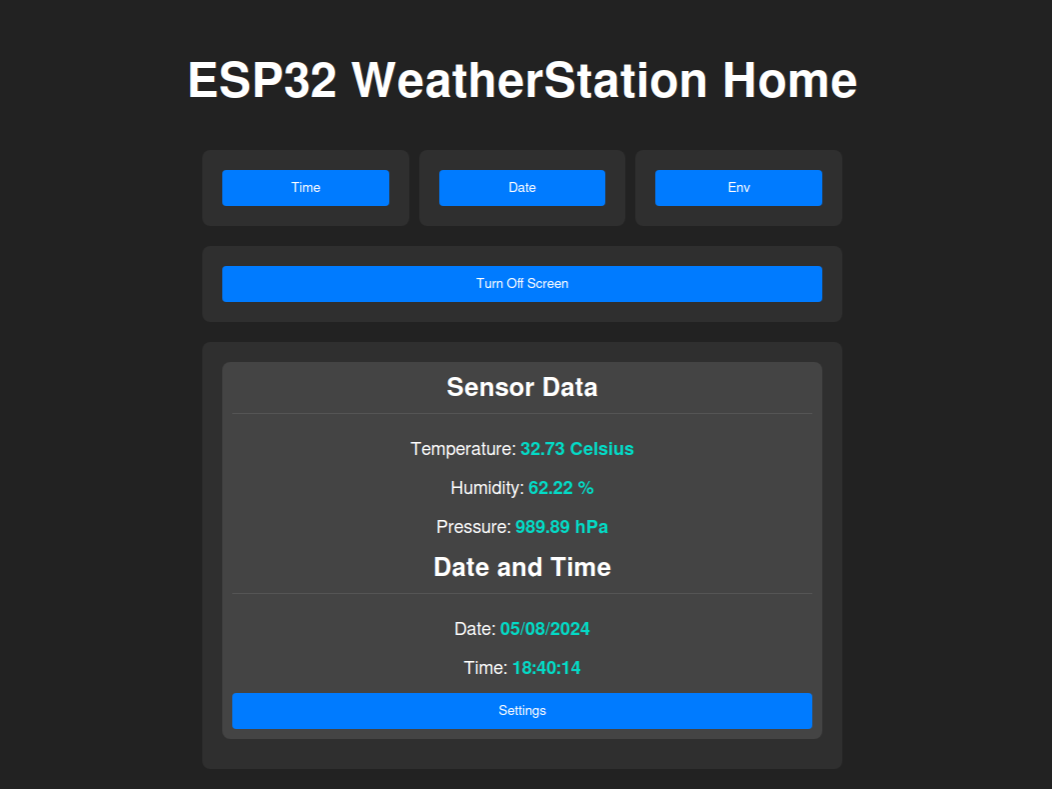 ESP32 WeatherStation Home
Time Date Env
Turn Off Screen
Sensor Data
Temperature: 32.73 Celsius
Humidity: 62.22 %
Pressure: 989.89 hPa
Date and Time
Date: 05/08/2024
Time: 18:40:14
Settings